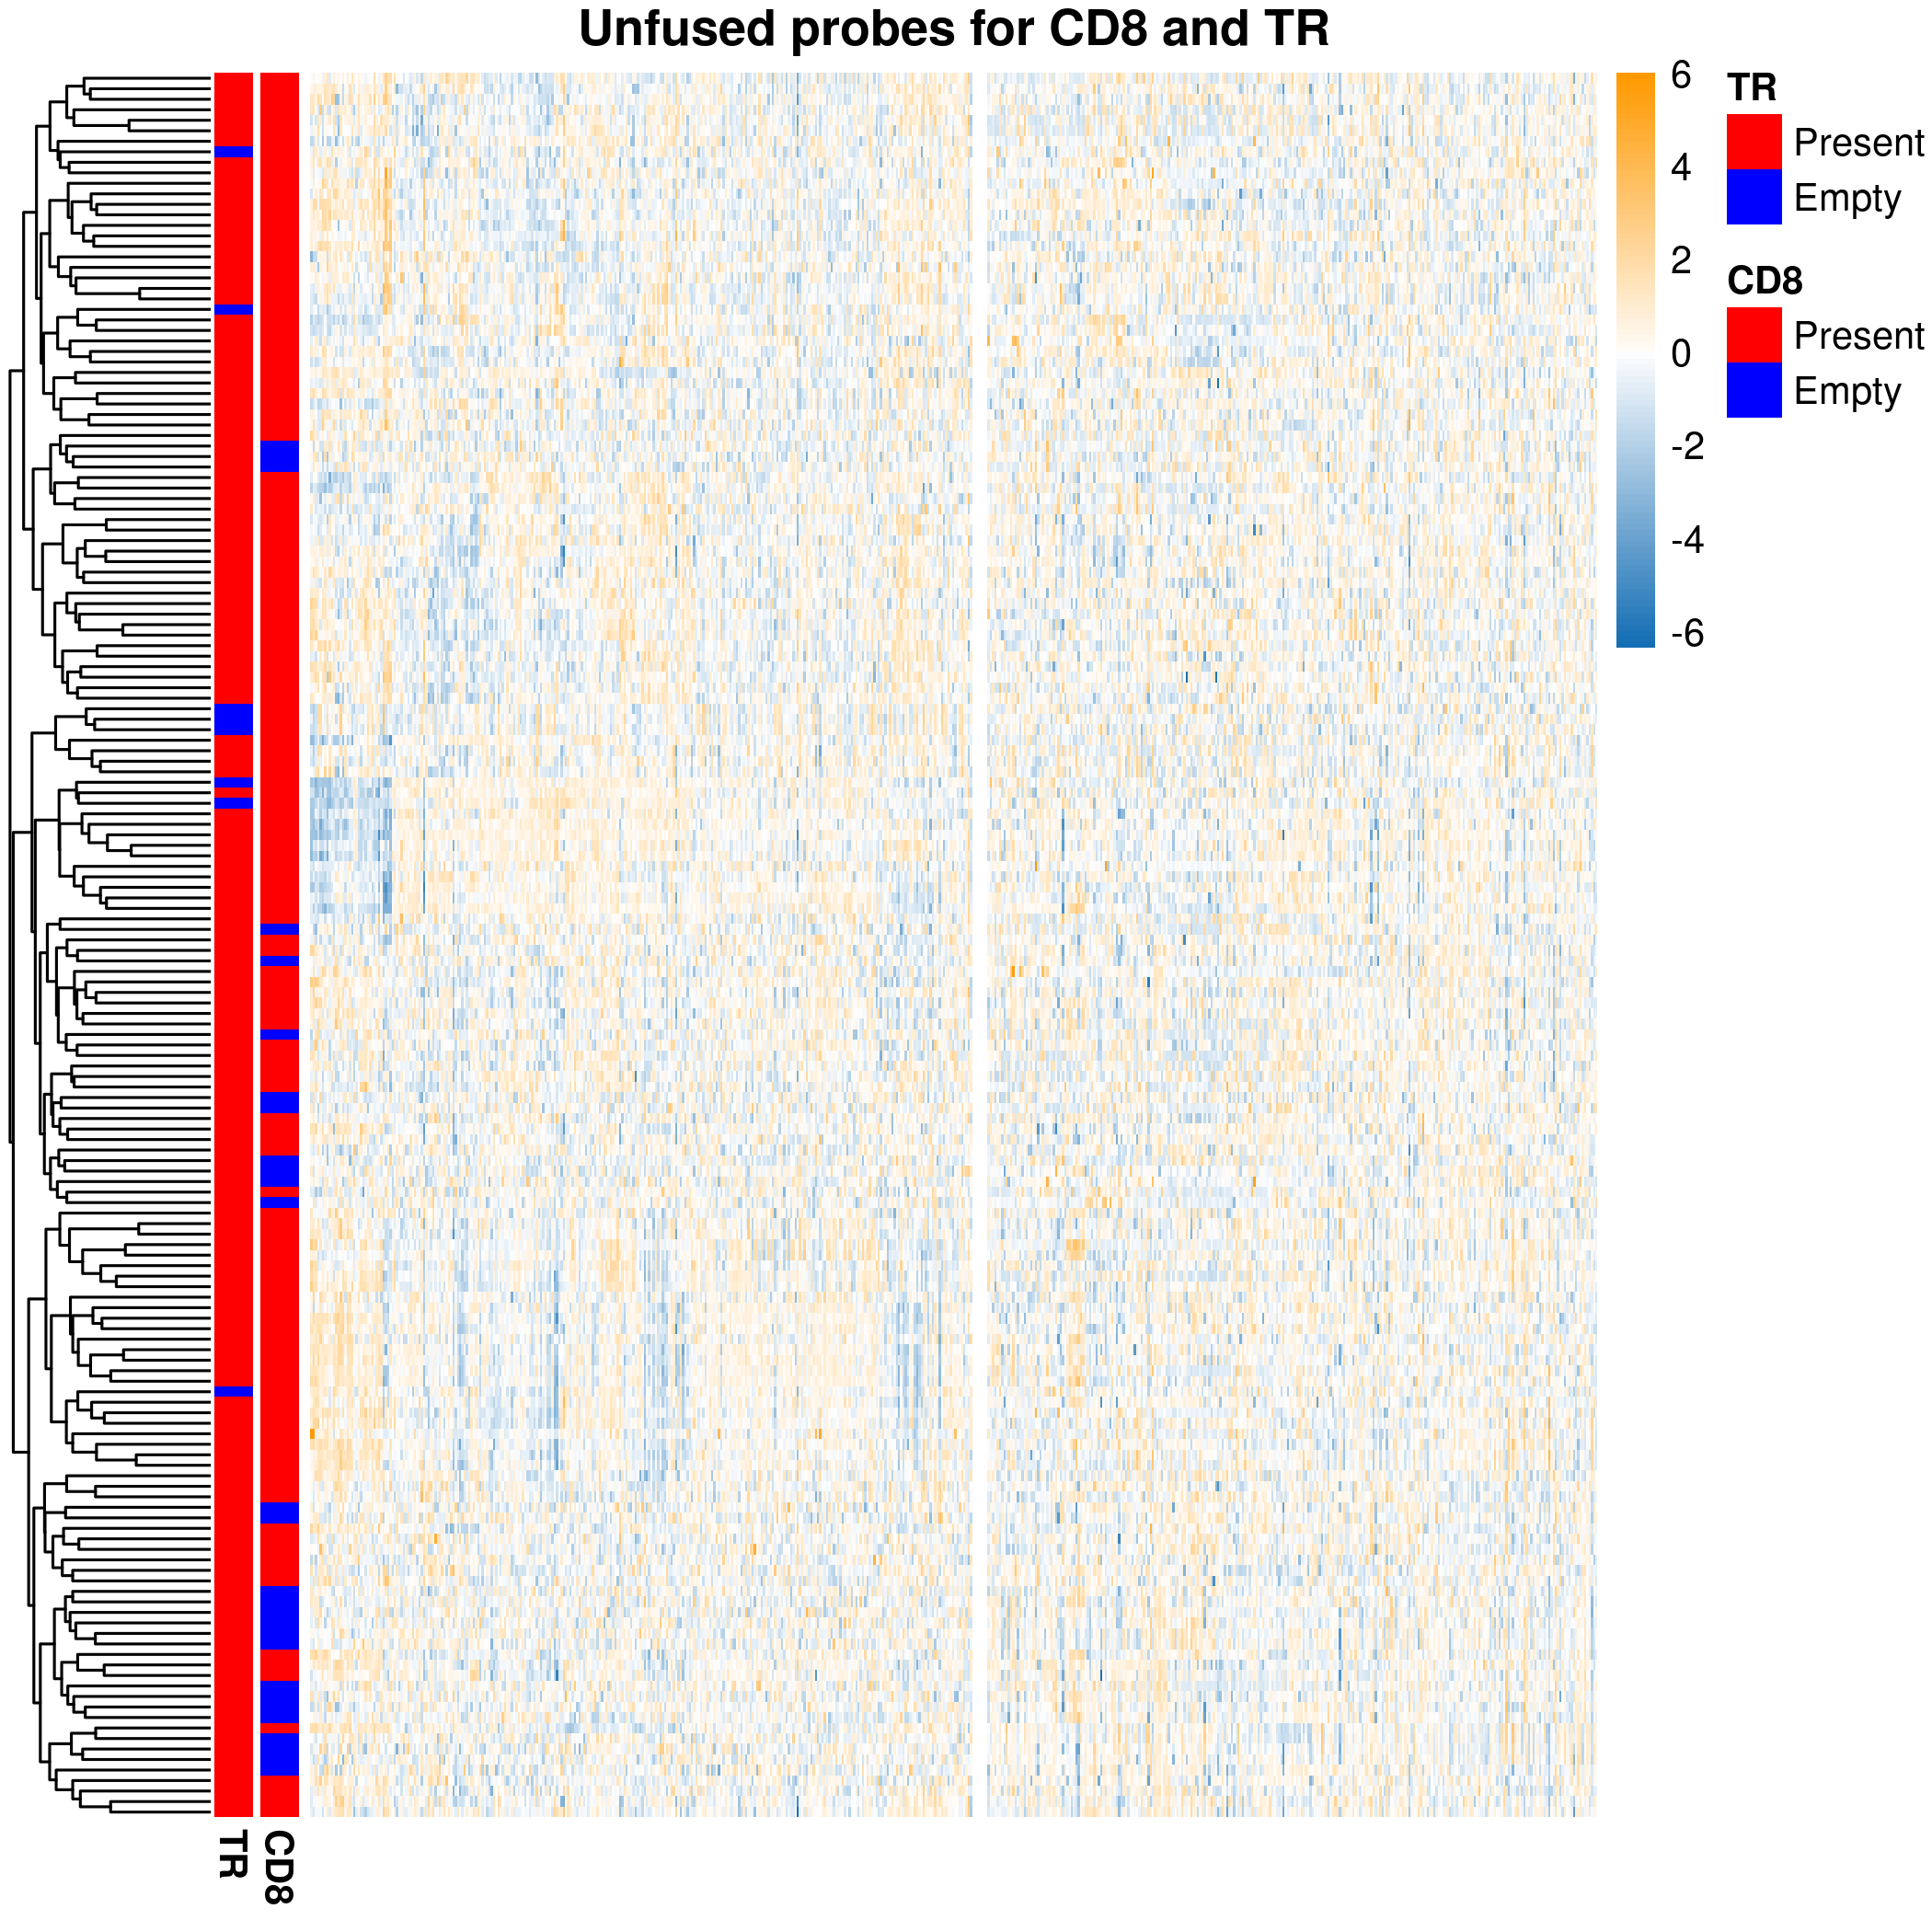 Unfused probes for CD8 and TR
6
4
2
0
-2
-4
-6
TR
Present
Empty
CD8
Present
Empty
TR
CD8